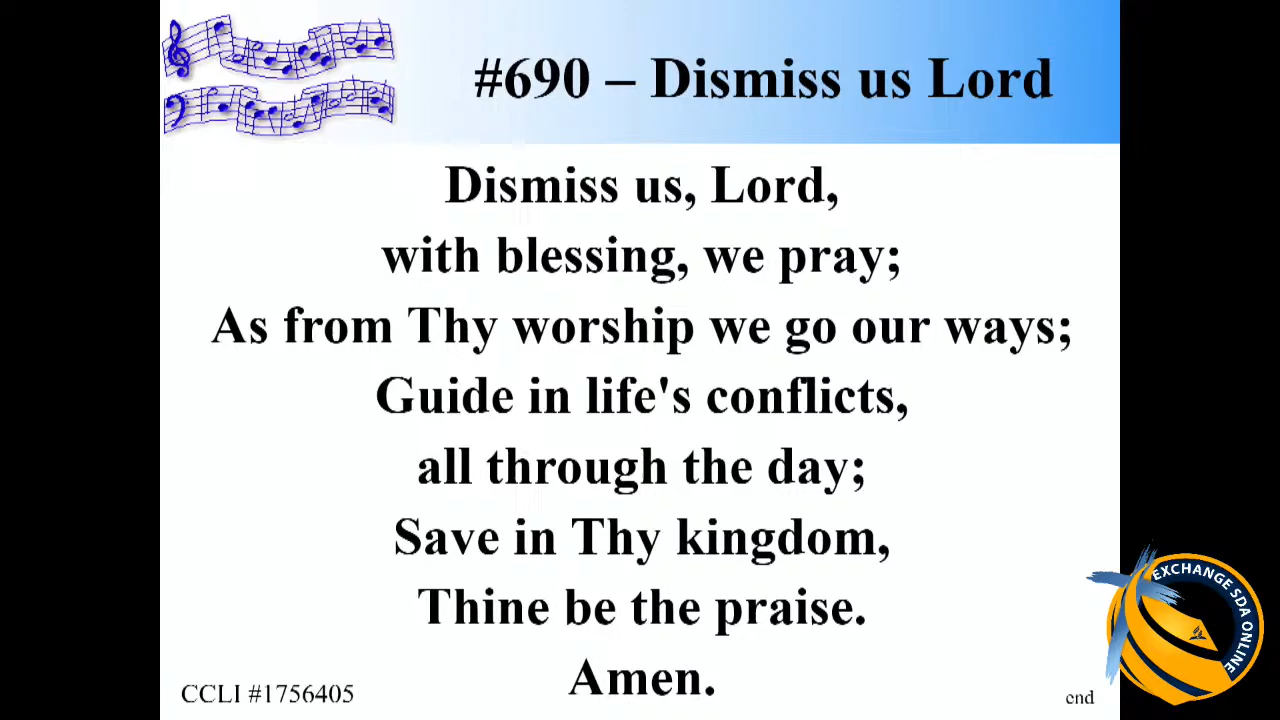 #690 – Dismiss us Lord
Dismiss us, Lord,
with blessing, we pray;
As from Thy worship we go our ways;
Guide in life's conflicts,
all through the day;
Save in Thy kingdom,
Thine be the praise.
Amen.
CCLI #1756405
end
EXCHANGE SDA ONLINE